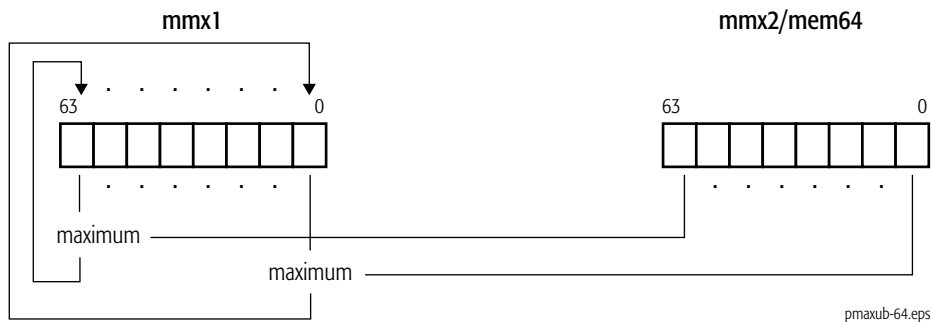 mmx1 mmx2/mem64
. . . . . .
63 0 63 0
. . . . . . . . . . . .
maximum
maximum
pmaxub-64.eps